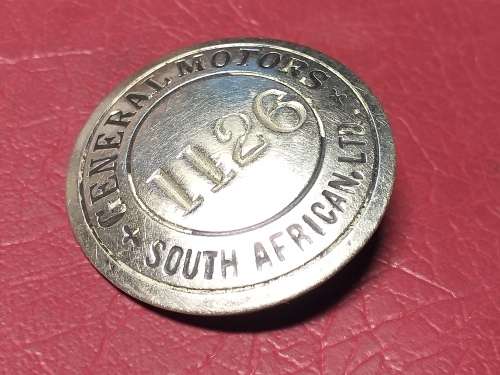 GENERAL MOTORS
1126
SOUTH AFRICAN, LTD.